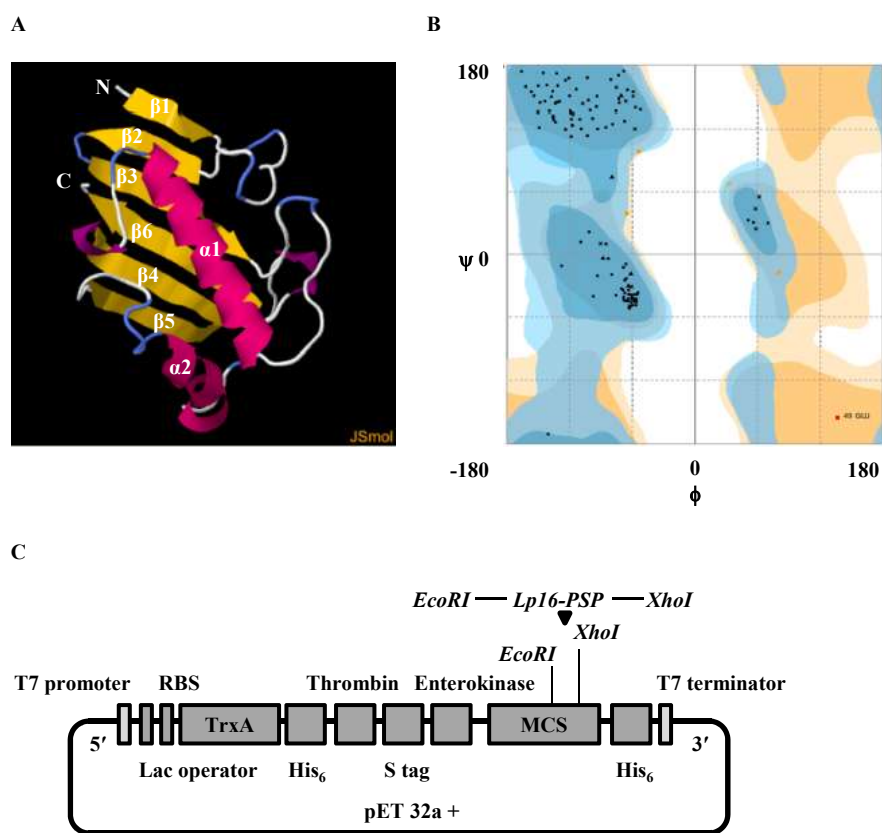 A
B
N
β1
β2
β3
C
β6
α1
β4
β5
α2
JSmol
180
ψ 0
49 GLU
-180 0 180
ϕ
C
EcoRI Lp16-PSP XhoI
XhoI
EcoRI
T7 promoter RBS Thrombin Enterokinase T7 terminator
5′ TrxA MCS 3′
Lac operator His6 S tag His6
pET 32a +